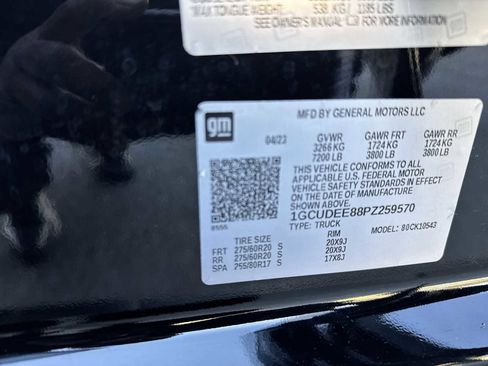 MAX TONGUE WEIGHT: 538 KG / 1185 LBS
SEE OWNER'S MANUAL FOR MORE INFORMATION
gm
MFD BY GENERAL MOTORS LLC
04/23 GVWR GAWR FRT GAWR RR
3266 KG 1724 KG 1724 KG
7200 LB 3800 LB 3800 LB
THIS VEHICLE CONFORMS TO ALL APPLICABLE
U.S. FEDERAL MOTOR VEHICLE SAFETY
STANDARDS IN EFFECT ON THE DATE OF
MANUFACTURE SHOWN ABOVE.
1GCUDEE88PZ259570
TYPE: TRUCK MODEL: 80CK10543
TIRE SIZE RIM
FRT 275/60R20 S 20X9J
RR 275/60R20 S 20X9J
SPA 255/80R17 S 17X8J